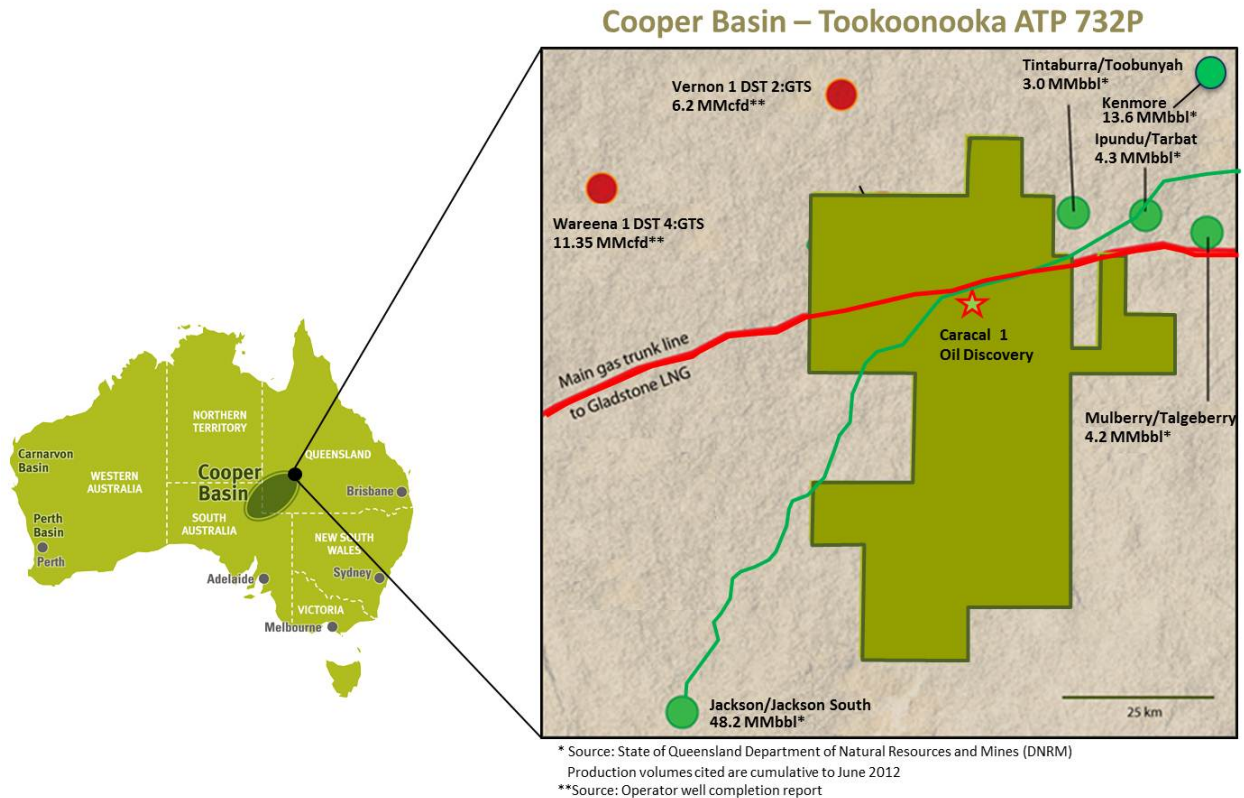 Cooper Basin – Tookoonooka ATP 732P
Vernon 1 DST 2:GTS
6.2 MMcfd**
Tintaburra/Toobunyah
3.0 MMbbl*
Kenmore
13.6 MMbbl*
Ipundu/Tarbat
4.3 MMbbl*
Wareena 1 DST 4:GTS
11.35 MMcfd**
Caracal 1
Oil Discovery
Main gas trunk line
to Gladstone LNG
Mulberry/Talgeberry
4.2 MMbbl*
Jackson/Jackson South
48.2 MMbbl*
25 km
NORTHERN
TERRITORY
QUEENSLAND
Carnarvon
Basin
WESTERN
AUSTRALIA
Cooper
Basin
Brisbane
SOUTH
AUSTRALIA
Perth
Basin
Perth
NEW SOUTH
WALES
Sydney
Adelaide
VICTORIA
Melbourne
* Source: State of Queensland Department of Natural Resources and Mines (DNRM)
Production volumes cited are cumulative to June 2012
**Source: Operator well completion report